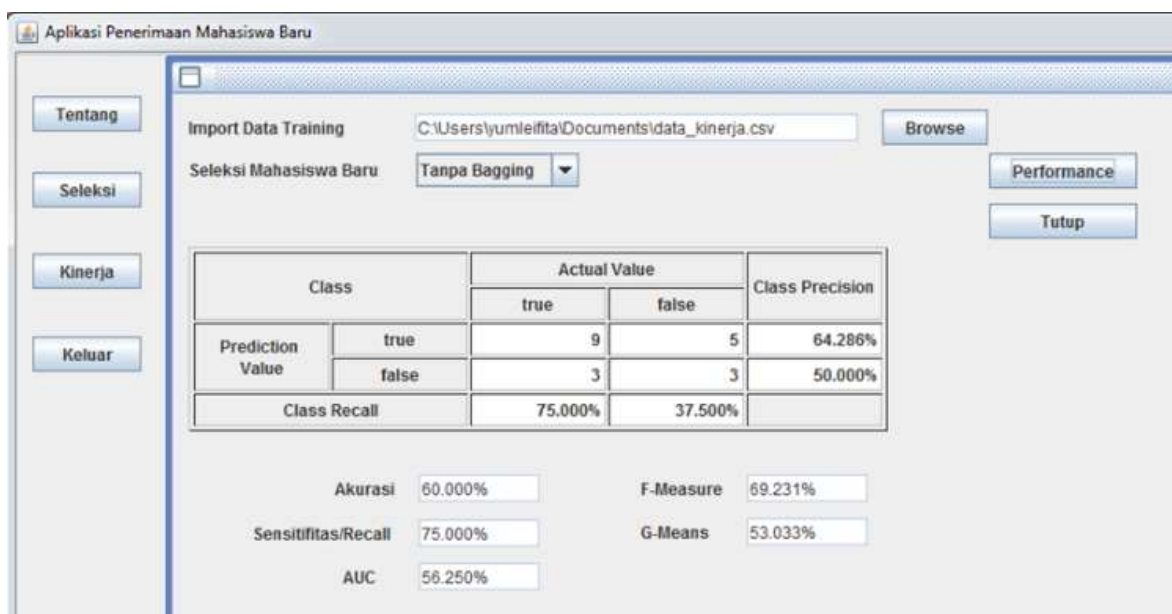 Aplikasi Penerimaan Mahasiswa Baru
Tentang
Seleksi
Kinerja
Keluar
Import Data Training C:\Users\yumleifita\Documents\data_kinerja.csv Browse
Seleksi Mahasiswa Baru Tanpa Bagging Performance
Tutup
Class Actual Value Class Precision
true false
Prediction Value true 9 5 64.286%
false 3 3 50.000%
Class Recall 75.000% 37.500%
Akurasi 60.000% F-Measure 69.231%
Sensitifitas/Recall 75.000% G-Means 53.033%
AUC 56.250%